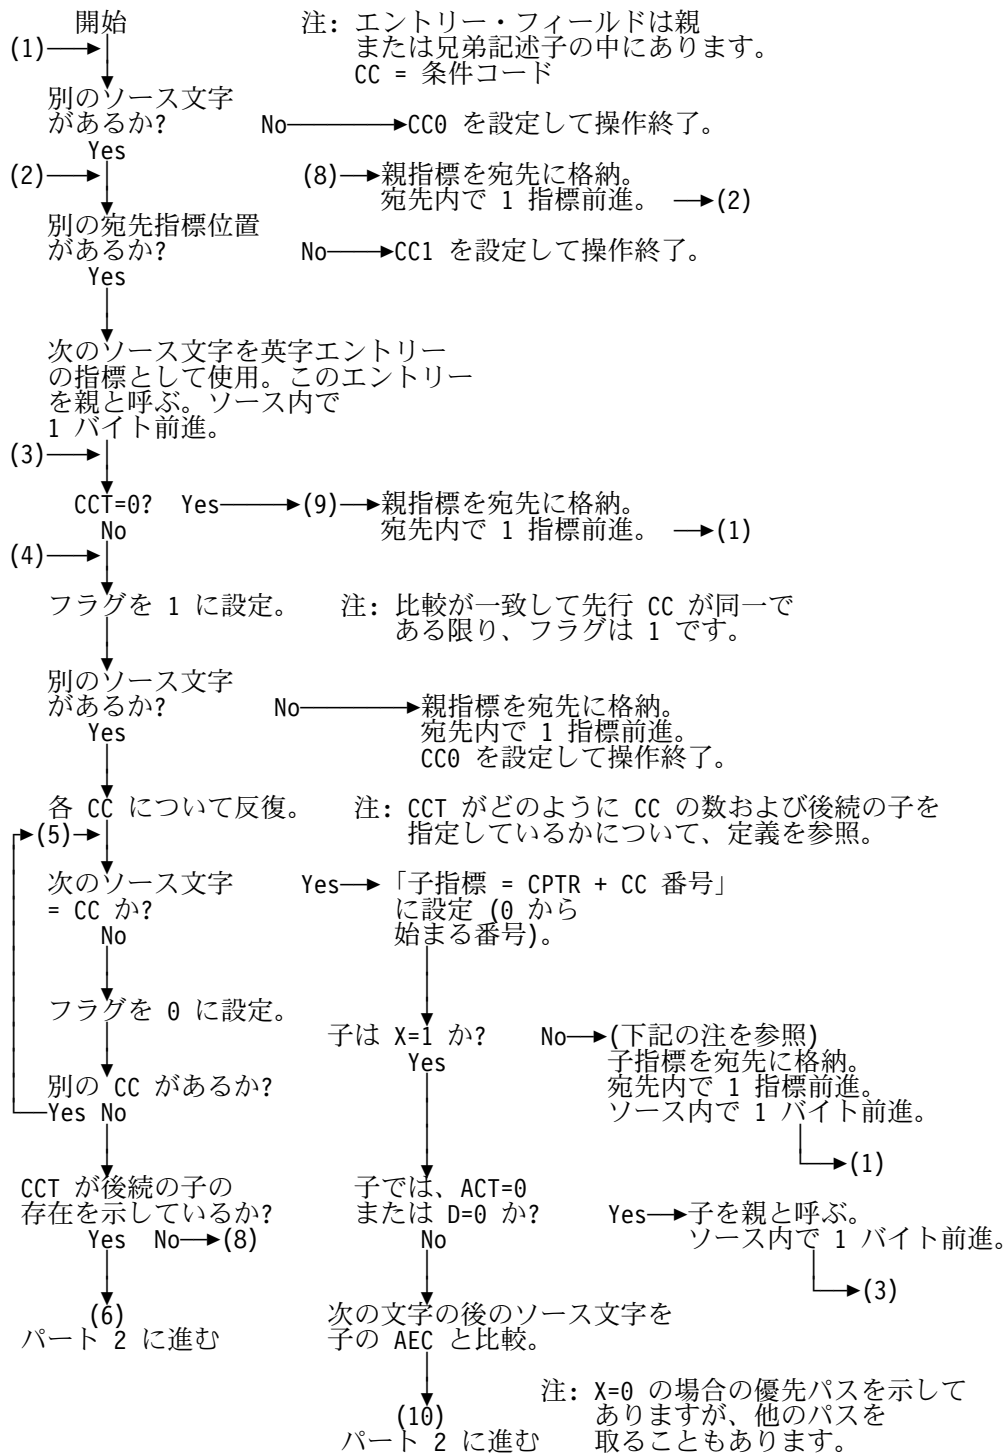 開始
注: エントリー・フィールドは親
(1)
または兄弟記述子の中にあります。
CC = 条件コード
別のソース文字
があるか? No CC0 を設定して操作終了。
Yes
(2) (8) 親指標を宛先に格納。
宛先内で 1 指標前進。 (2)
別の宛先指標位置
があるか? No CC1 を設定して操作終了。
Yes
次のソース文字を英字エントリー
の指標として使用。このエントリー
を親と呼ぶ。ソース内で
1 バイト前進。
(3)
CCT=0? Yes (9) 親指標を宛先に格納。
No 宛先内で 1 指標前進。 (1)
(4)
フラグを 1 に設定。 注: 比較が一致して先行 CC が同一で
ある限り、フラグは 1 です。
別のソース文字
があるか? No 親指標を宛先に格納。
Yes 宛先内で 1 指標前進。
CC0 を設定して操作終了。
各 CC について反復。 注: CCT がどのように CC の数および後続の子を
(5) 指定しているかについて、定義を参照。
次のソース文字 Yes 「子指標 = CPTR + CC 番号」
= CC か? に設定 (0 から
No 始まる番号)。
フラグを 0 に設定。
子は X=1 か? No (下記の注を参照)
Yes 子指標を宛先に格納。
別の CC があるか? 宛先内で 1 指標前進。
Yes No ソース内で 1 バイト前進。
(1)
CCT が後続の子の 子では、ACT=0
存在を示しているか? または D=0 か? Yes 子を親と呼ぶ。
Yes No (8) No ソース内で 1 バイト前進。
(3)
(6) 次の文字の後のソース文字を
パート 2 に進む 子の AEC と比較。
注: X=0 の場合の優先パスを示して
(10) ありますが、他のパスを
パート 2 に進む 取ることもあります。